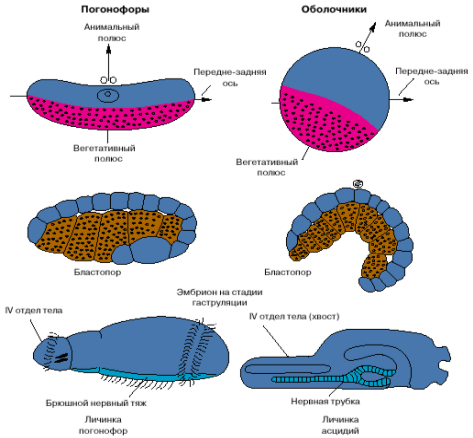 Погонофоры
Оболочники
Анимальный
полюс
Анимальный
полюс
Передне-задняя
ось
Передне-задняя
ось
Вегетативный
полюс
Вегетативный
полюс
Бластопор
Бластопор
Эмбрион на стадии
гаструляции
IV отдел тела
IV отдел тела (хвост)
Брюшной нервный тяж
Нервная трубка
Личинка
погонофор
Личинка
асцидий